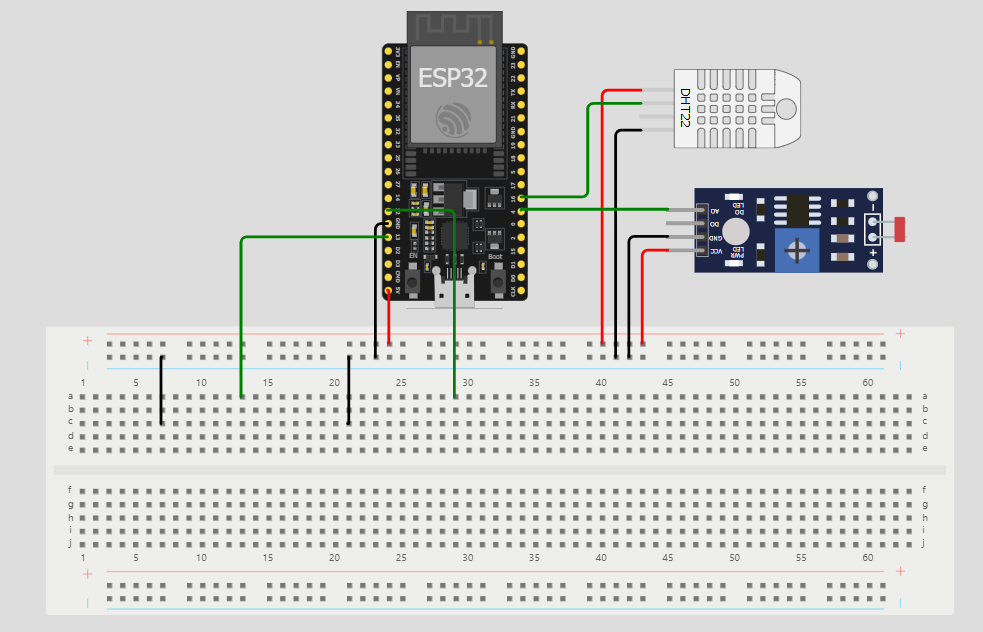 ESP32
3V3
EN
VP
VN
34
35
32
33
25
26
27
14
12
GND
13
D2
D3
CMD
5V
GND
23
22
TX
RX
21
GND
19
18
5
17
16
4
0
2
15
D1
D0
CLK
EN
Boot
DHT22
AO
DO
GND
VCC
DO
LED
PWR
LED
+
+ +
1 5 10 15 20 25 30 35 40 45 50 55 60
a a
b b
c c
d d
e e
f f
g g
h h
i i
j j
1 5 10 15 20 25 30 35 40 45 50 55 60
+ +